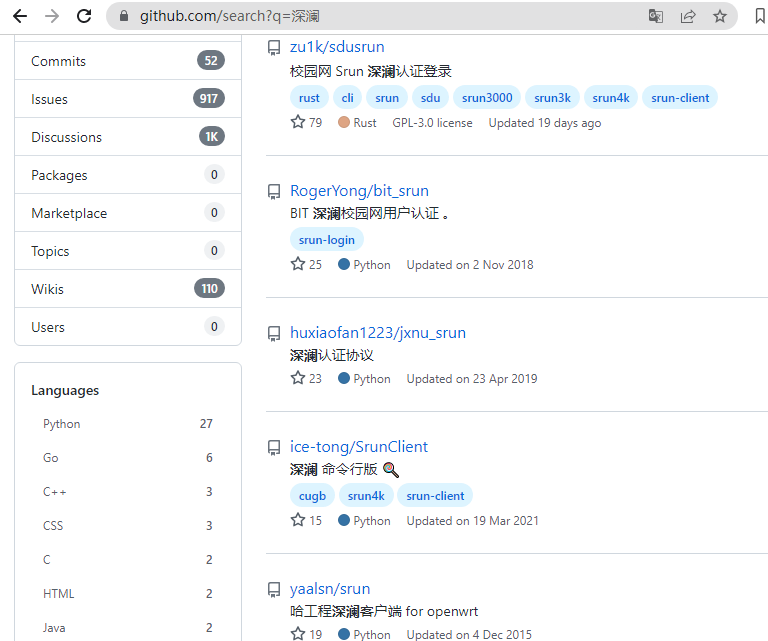 github.com/search?q=深澜
Commits 52
Issues 917
Discussions 1K
Packages 0
Marketplace 0
Topics 0
Wikis 110
Users 0
Languages
Python 27
Go 6
C++ 3
CSS 3
C 2
HTML 2
Java 2
zu1k/sdusrun
校园网 Srun 深澜认证登录
rust cli srun sdu srun3000 srun3k srun4k srun-client
79 Rust GPL-3.0 license Updated 19 days ago
RogerYong/bit_srun
BIT 深澜校园网用户认证 。
srun-login
25 Python Updated on 2 Nov 2018
huxiaofan1223/jxnu_srun
深澜认证协议
23 Python Updated on 23 Apr 2019
ice-tong/SrunClient
深澜 命令行版 🍭
cugb srun4k srun-client
15 Python Updated on 19 Mar 2021
yaalsn/srun
哈工程深澜客户端 for openwrt
19 Python Updated on 4 Dec 2015